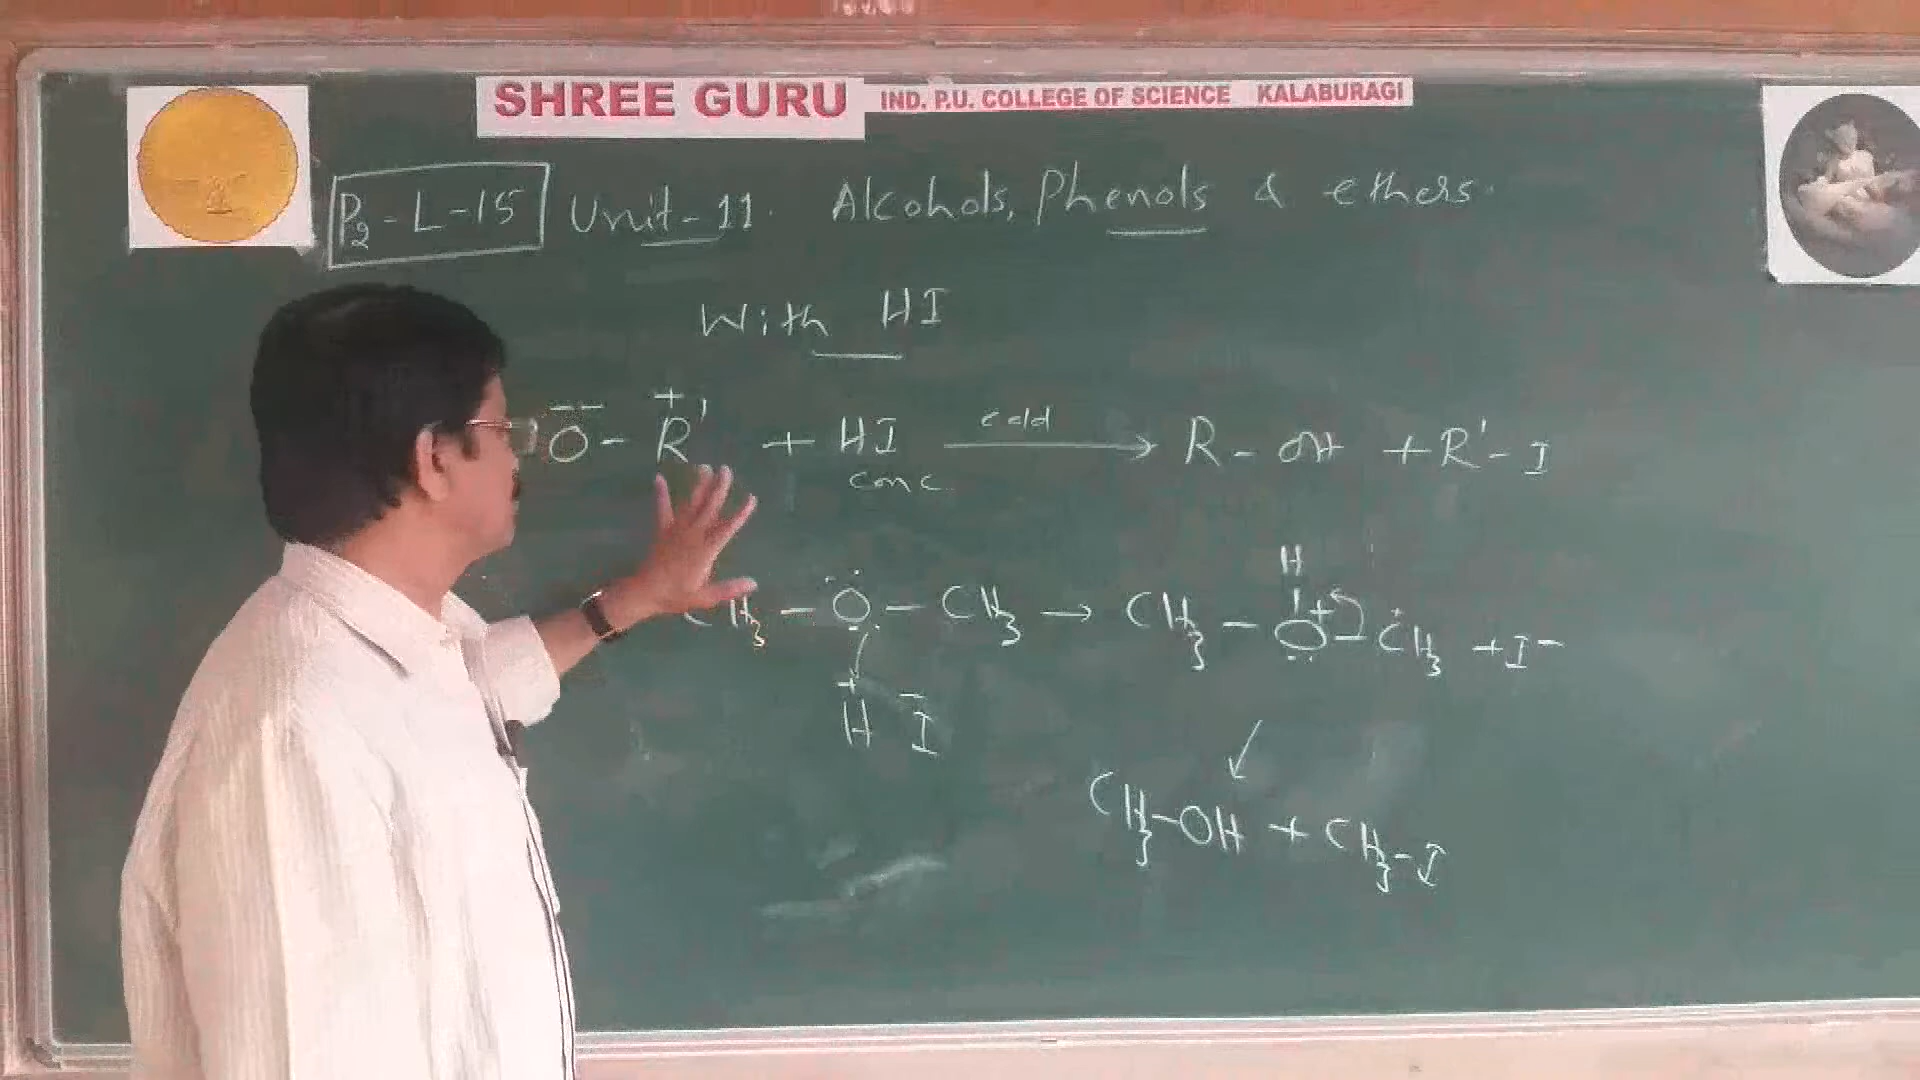 SHREE GURU IND. P.U. COLLEGE OF SCIENCE KALABURAGI
P₂-L-15 Unit-11. Alcohols, Phenols & ethers.
With HI
O - R' + HI cold → R - OH + R' - I
conc
H
CH₃ - O - CH₃ → CH₃ - O - CH₃ + I⁻
H I
CH₃-OH + CH₃-I